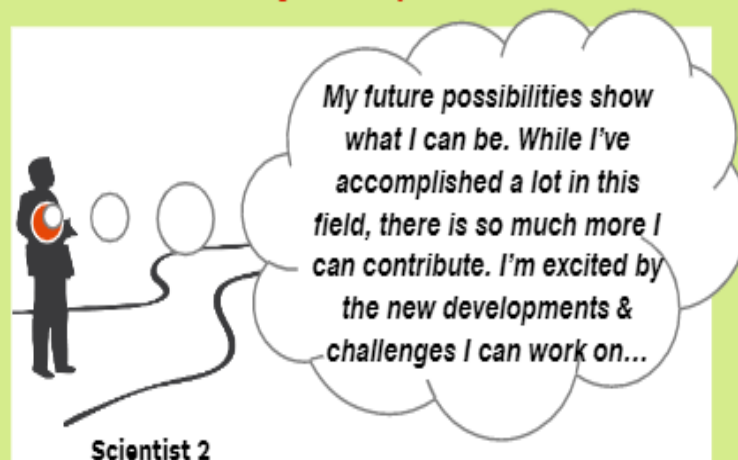 My future possibilities show
what I can be. While I've
accomplished a lot in this
field, there is so much more I
can contribute. I'm excited by
the new developments &
challenges I can work on...
Scientist 2